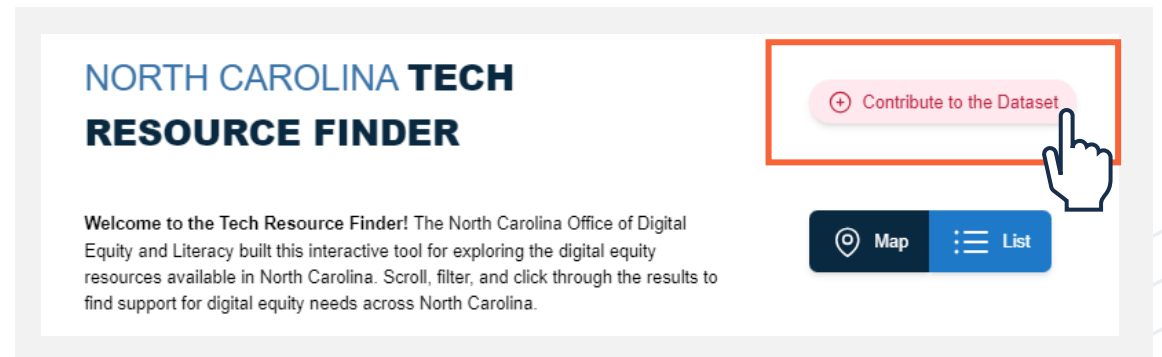 NORTH CAROLINA TECH
RESOURCE FINDER
Contribute to the Dataset
Welcome to the Tech Resource Finder! The North Carolina Office of Digital
Equity and Literacy built this interactive tool for exploring the digital equity
resources available in North Carolina. Scroll, filter, and click through the results to
find support for digital equity needs across North Carolina.
Map
List